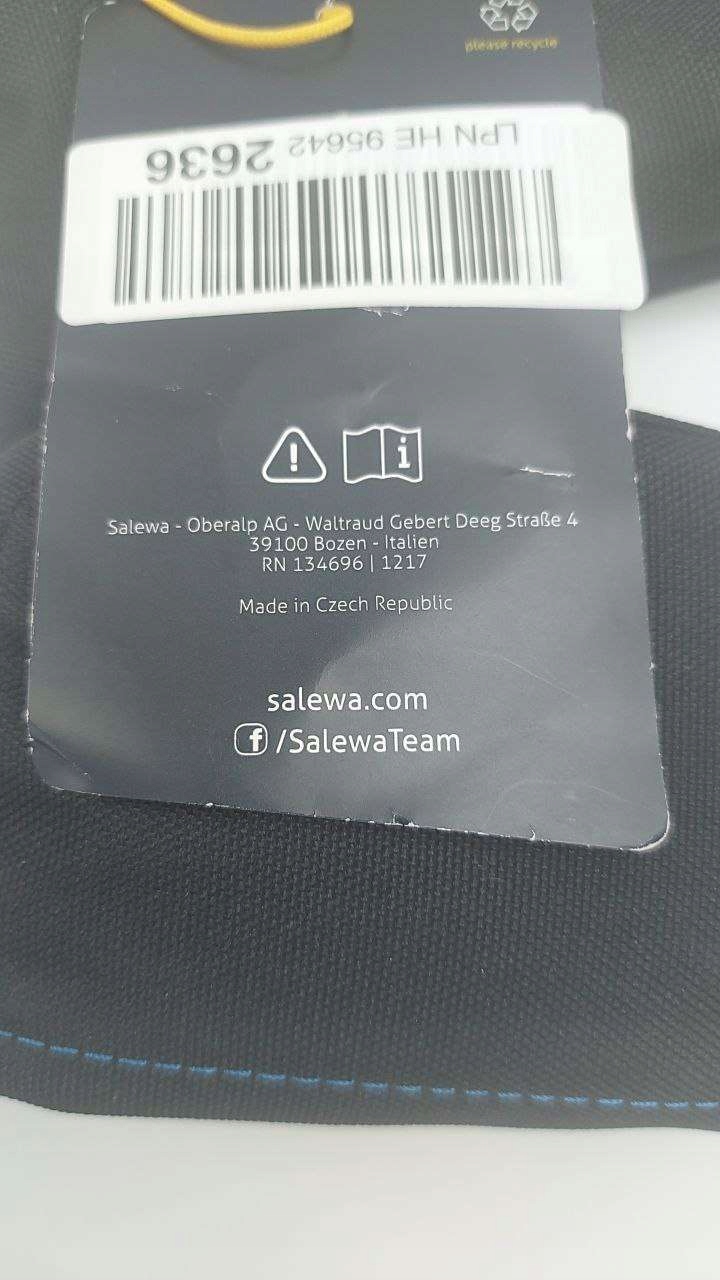 please recycle
LPN HE 95642 2636
Salewa - Oberalp AG - Waltraud Gebert Deeg Straße 4
39100 Bozen - Italien
RN 134696 | 1217
Made in Czech Republic
salewa.com
f /SalewaTeam